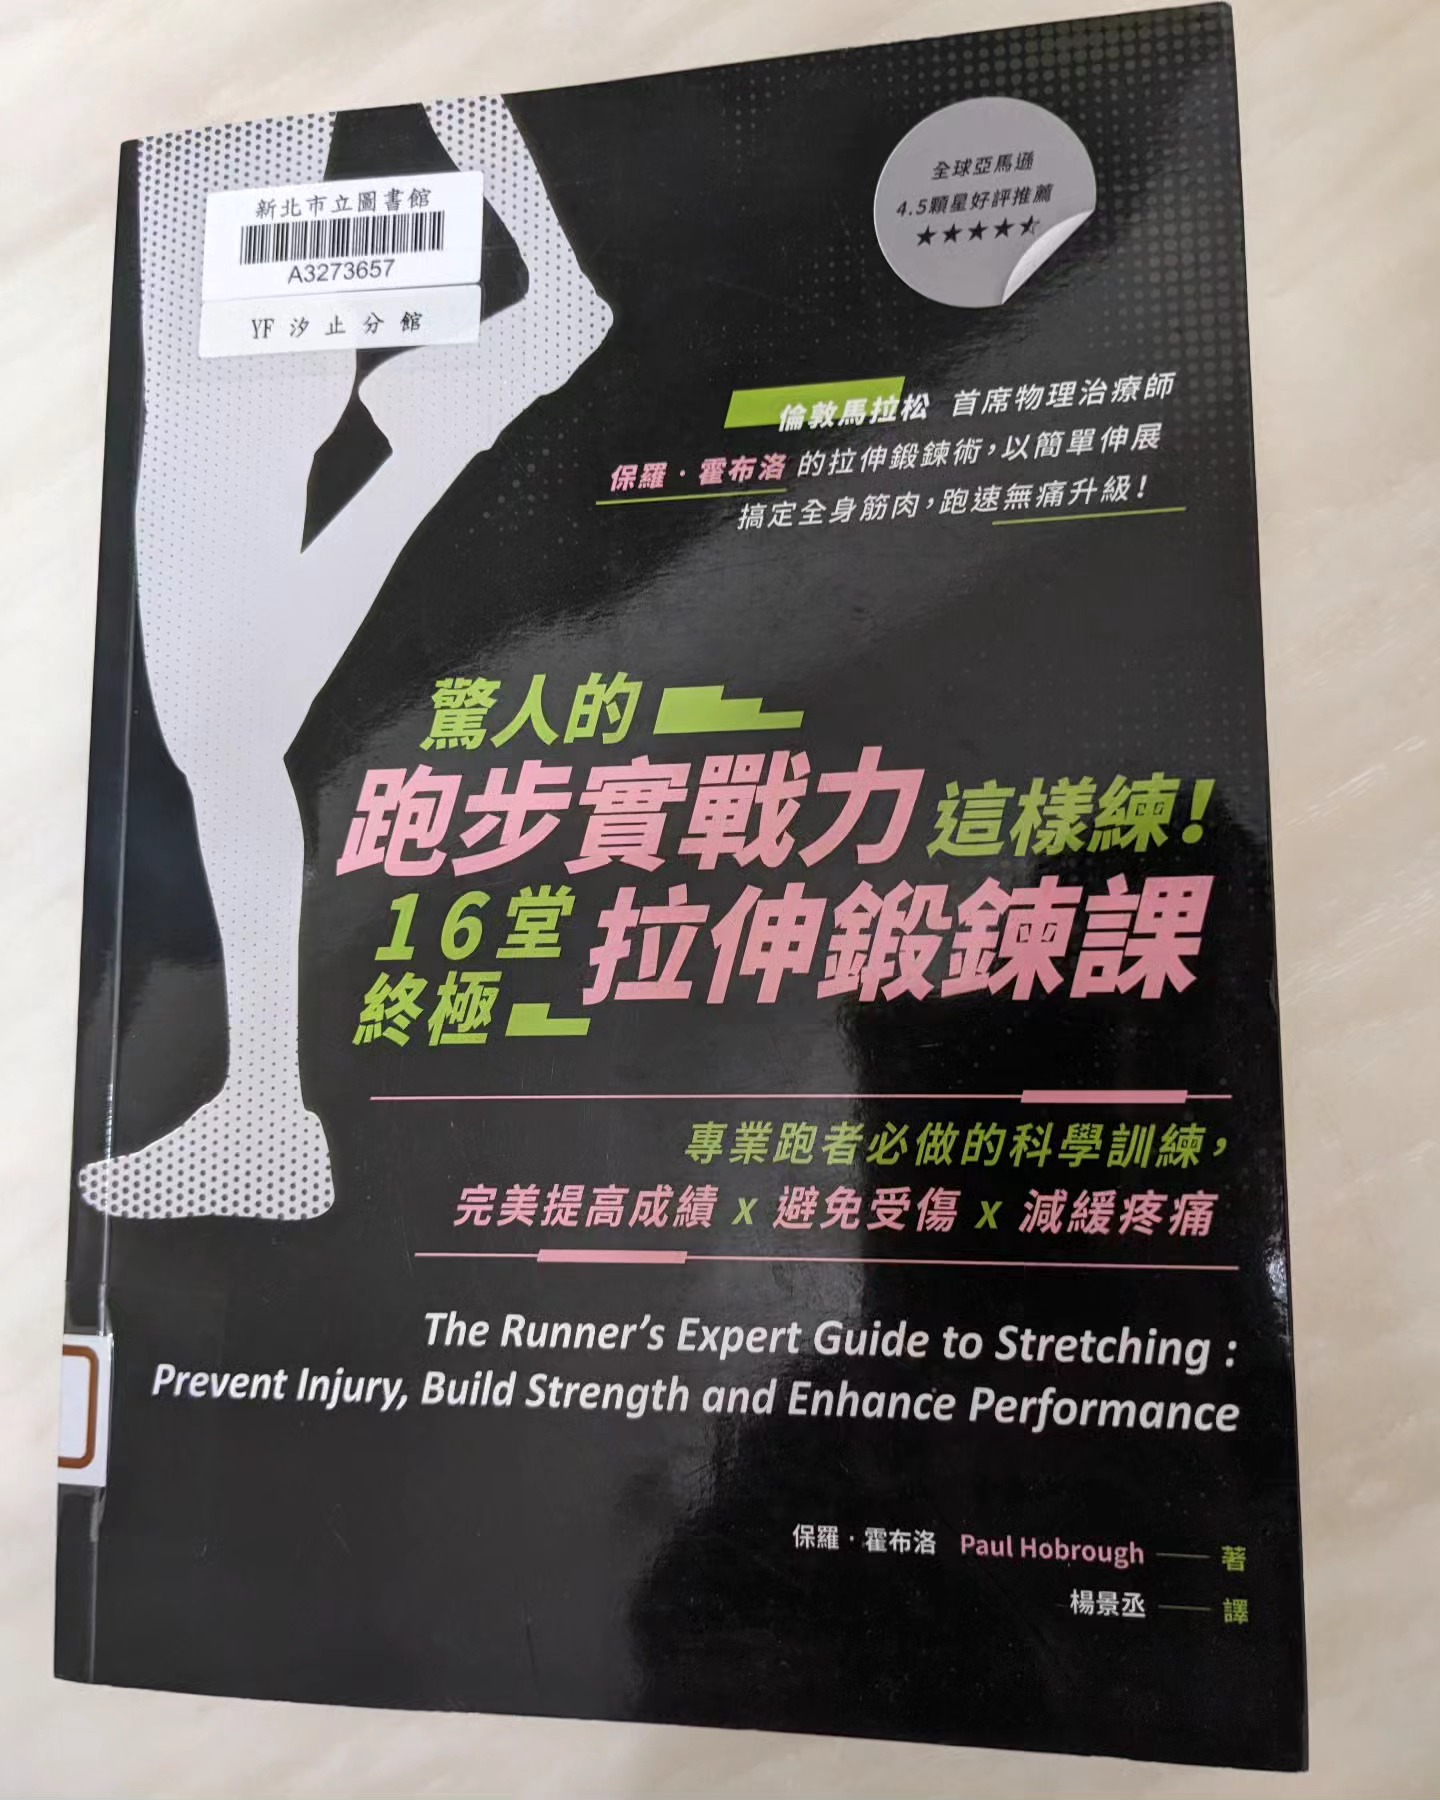 新北市立圖書館
A3273657
YF 汐止分館
全球亞馬遜
4.5顆星好評推薦
★★★★⯨
倫敦馬拉松 首席物理治療師
保羅·霍布洛 的拉伸鍛鍊術，以簡單伸展
搞定全身筋肉，跑速無痛升級！
驚人的
跑步實戰力 這樣練！
16堂
終極
拉伸鍛鍊課
專業跑者必做的科學訓練，
完美提高成績 x 避免受傷 x 減緩疼痛
The Runner’s Expert Guide to Stretching :
Prevent Injury, Build Strength and Enhance Performance
保羅·霍布洛 Paul Hobrough — 著
楊景丞 — 譯